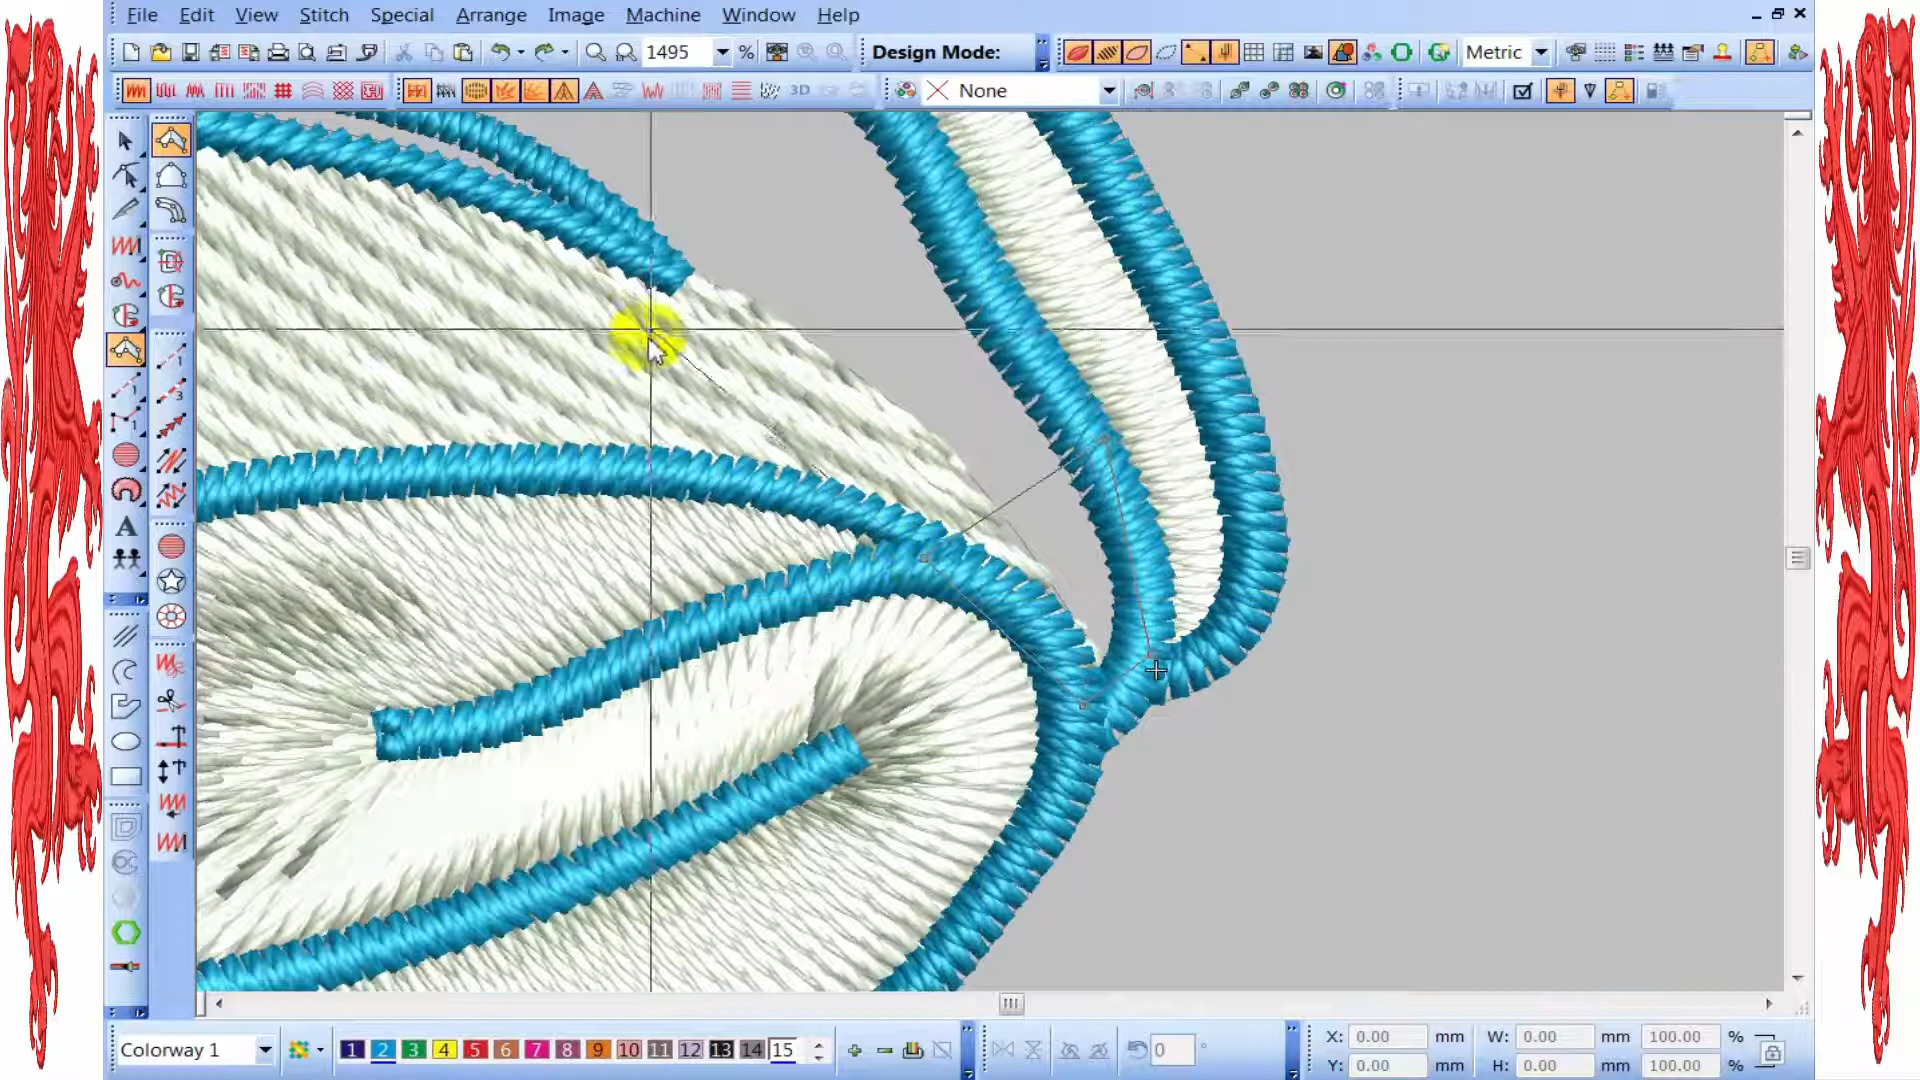 File Edit View Stitch Special Arrange Image Machine Window Help
1495 % Design Mode: Metric
3D None
A
Colorway 1 1 2 3 4 5 6 7 8 9 10 11 12 13 14 15 0 ° X: 0.00 mm W: 0.00 mm 100.00 %
Y: 0.00 mm H: 0.00 mm 100.00 %